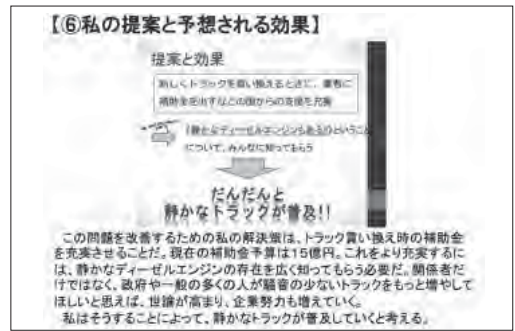 【⑥私の提案と予想される効果】
提案と効果
新しくトラックを買い換えるときに、業者に
補助金を出すなどの国からの支援を充実
「静かなディーゼルエンジンもある」ということ
について、みんなに知ってもらう
だんだんと
静かなトラックが普及!!
この問題を改善するための私の解決策は、トラック買い換え時の補助金
を充実させることだ。現在の補助金予算は15億円。これをより充実するに
は、静かなディーゼルエンジンの存在を広く知ってもらう必要だ。関係者だ
けではなく、政府や一般の多くの人が騒音の少ないトラックをもっと増やして
ほしいと思えば、世論が高まり、企業努力も増えていく。
私はそうすることによって、静かなトラックが普及していくと考える。